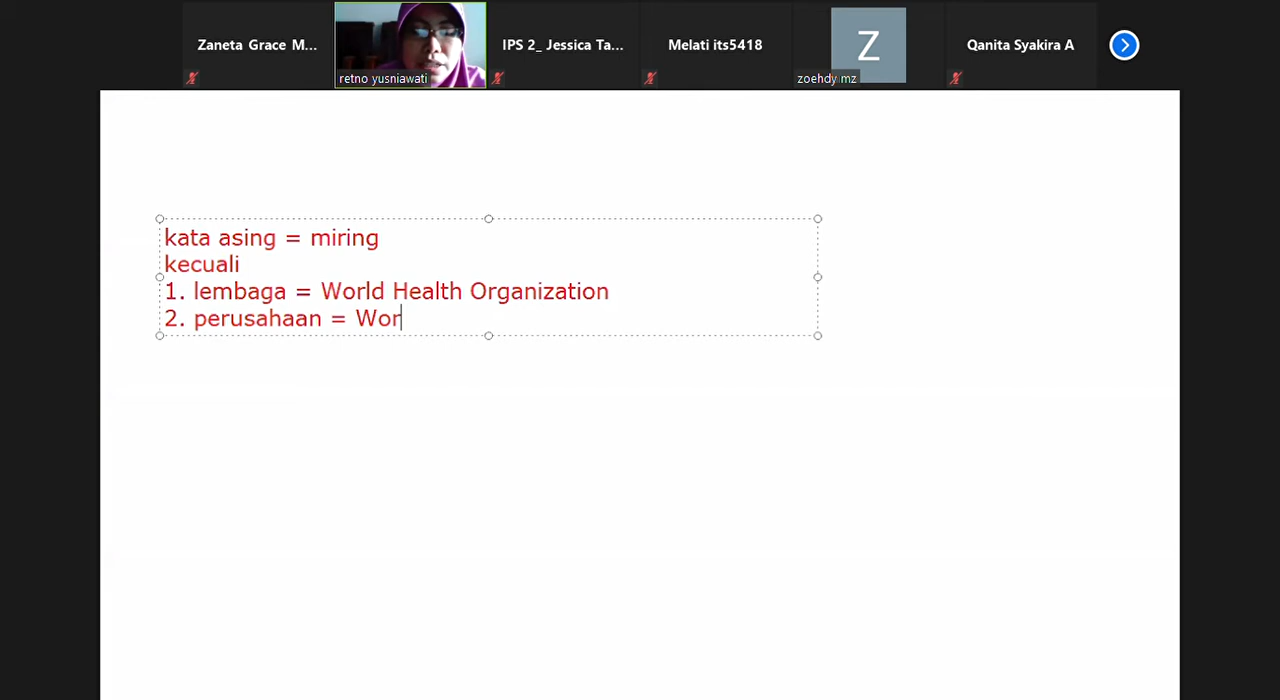 Zaneta Grace M...
retno yusniawati
IPS 2_ Jessica Ta...
Melati its5418
Z
zoehdy mz
Qanita Syakira A
kata asing = miring
kecuali
1. lembaga = World Health Organization
2. perusahaan = Wor